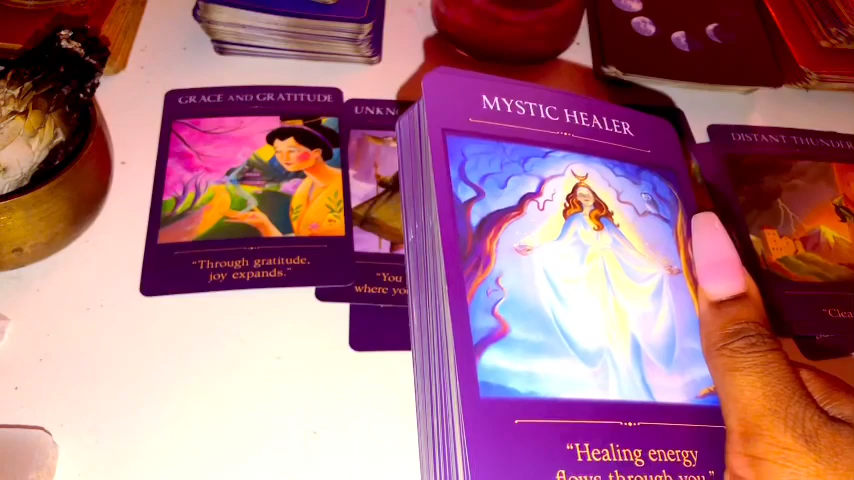 GRACE AND GRATITUDE
"Through gratitude,
joy expands."
UNKN
"You
where yo
MYSTIC HEALER
"Healing energy
flows through you."
DISTANT THUNDER
"Clea